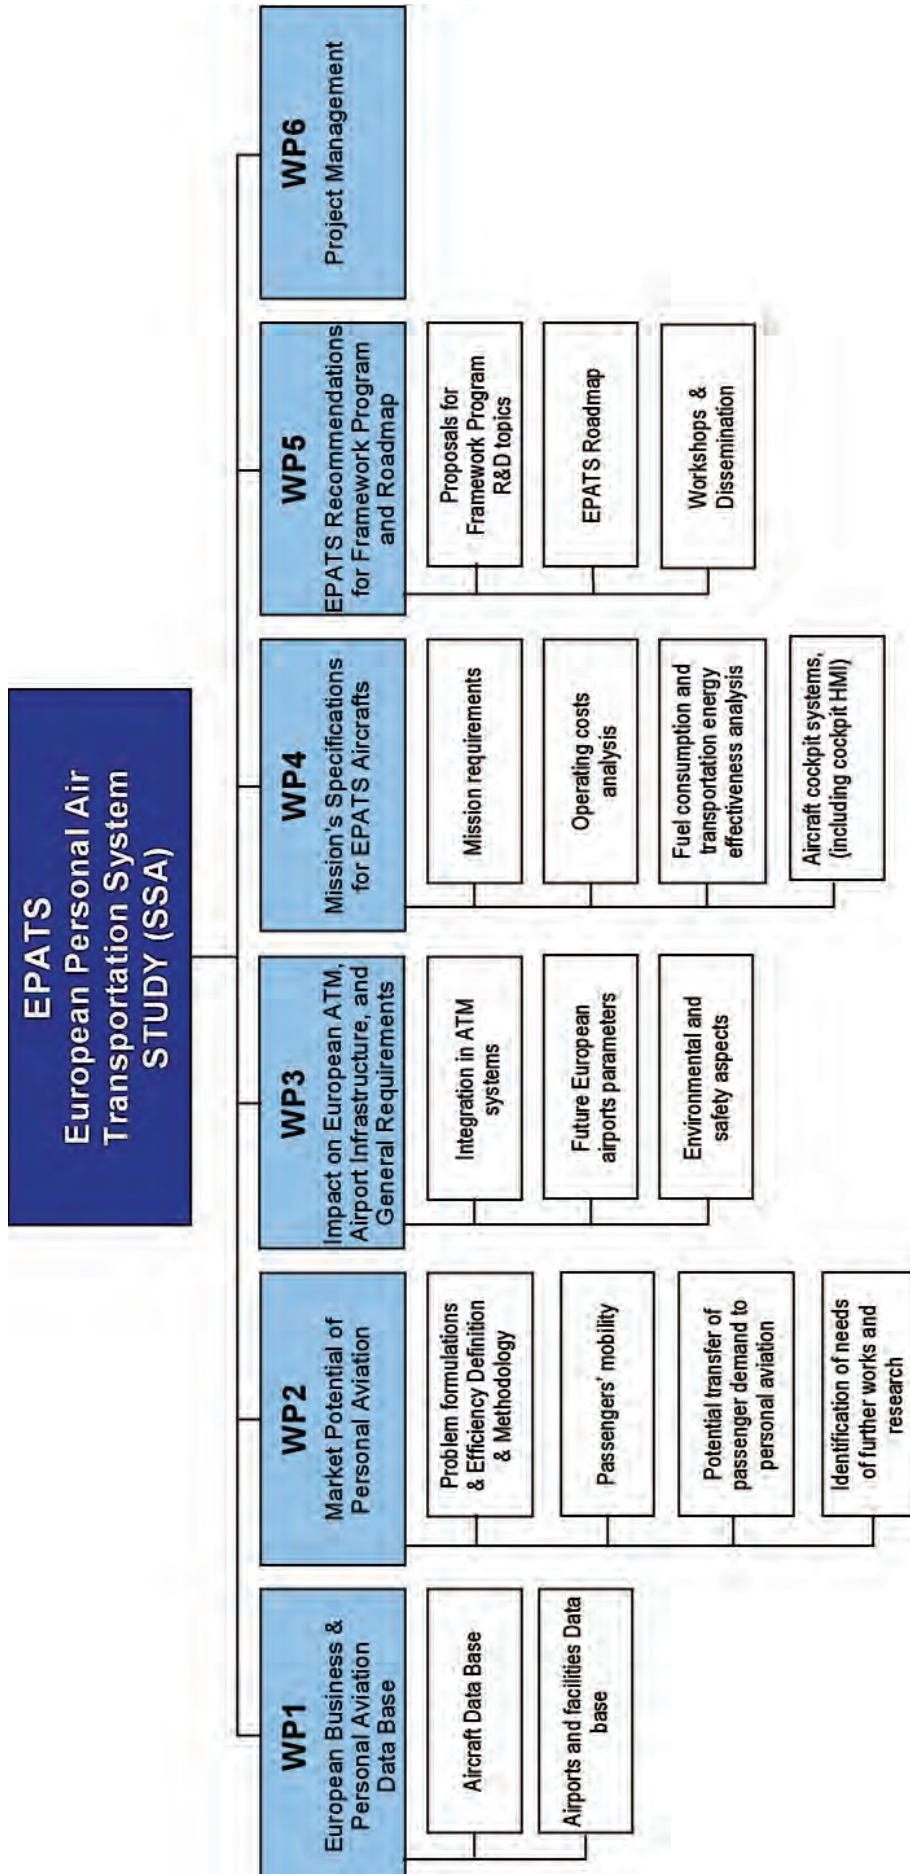 EPATS
European Personal Air
Transportation System
STUDY (SSA)
WP1
European Business &
Personal Aviation
Data Base
Aircraft Data Base
Airports and facilities Data
base
WP2
Market Potential of
Personal Aviation
Problem formulations
& Efficiency Definition
& Methodology
Passengers' mobility
Potential transfer of
passenger demand to
personal aviation
Identification of needs
of further works and
research
WP3
Impact on European ATM,
Airport Infrastructure, and
General Requirements
Integration in ATM
systems
Future European
airports parameters
Environmental and
safety aspects
WP4
Mission's Specifications
for EPATS Aircrafts
Mission requirements
Operating costs
analysis
Fuel consumption and
transportation energy
effectiveness analysis
Aircraft cockpit systems,
(including cockpit HMI)
WP5
EPATS Recommendations
for Framework Program
and Roadmap
Proposals for
Framework Program
R&D topics
EPATS Roadmap
Workshops &
Dissemination
WP6
Project Management